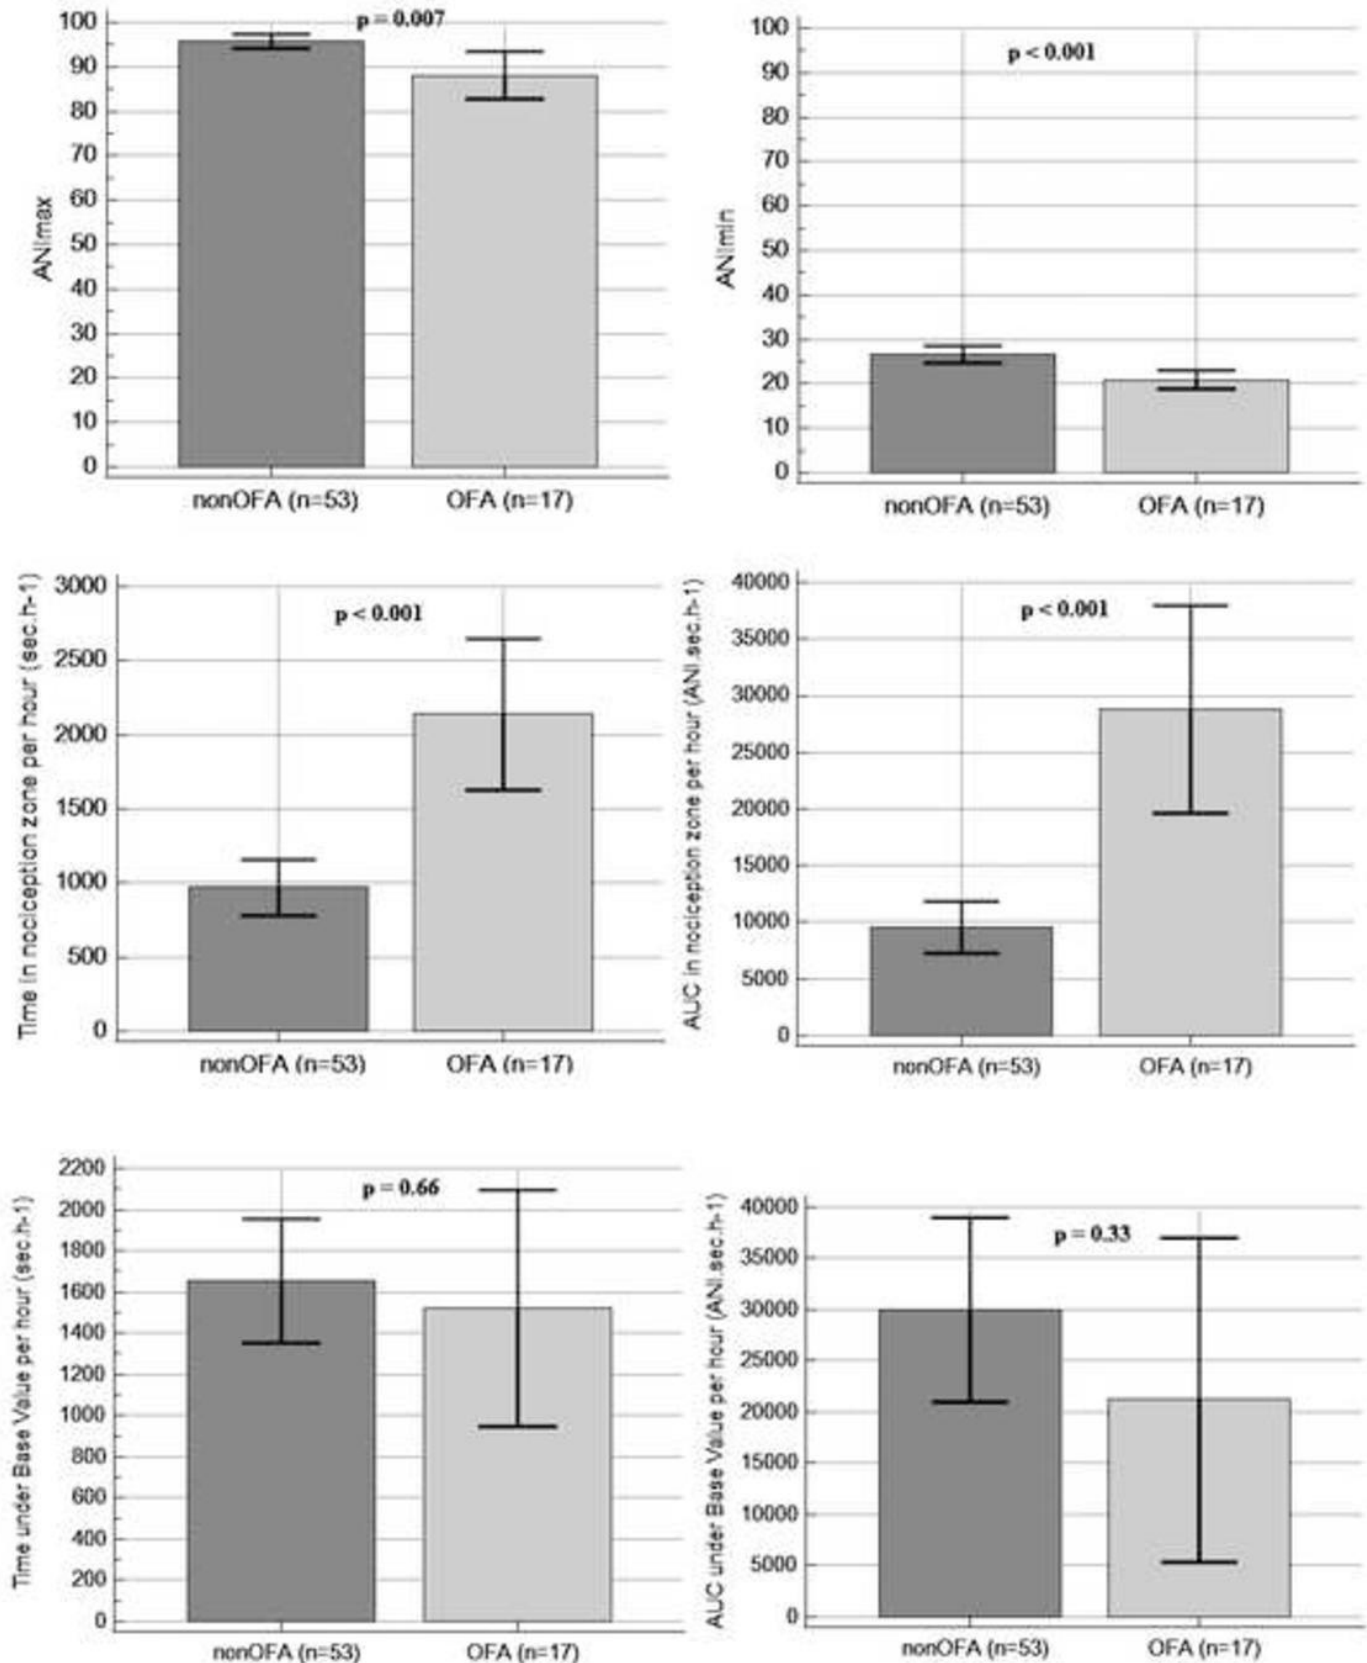 p = 0.007
100
90
80
70
60
50
40
30
20
10
0
ANImax
nonOFA (n=53)
OFA (n=17)
p < 0.001
100
90
80
70
60
50
40
30
20
10
0
ANImin
nonOFA (n=53)
OFA (n=17)
p < 0.001
3000
2500
2000
1500
1000
500
0
Time in nociception zone per hour (sec.h-1)
nonOFA (n=53)
OFA (n=17)
p < 0.001
40000
35000
30000
25000
20000
15000
10000
5000
0
AUC in nociception zone per hour (ANI.sec.h-1)
nonOFA (n=53)
OFA (n=17)
p = 0.66
2200
2000
1800
1600
1400
1200
1000
800
600
400
200
0
Time under Base Value per hour (sec.h-1)
nonOFA (n=53)
OFA (n=17)
p = 0.33
40000
35000
30000
25000
20000
15000
10000
5000
0
AUC under Base Value per hour (ANI.sec.h-1)
nonOFA (n=53)
OFA (n=17)